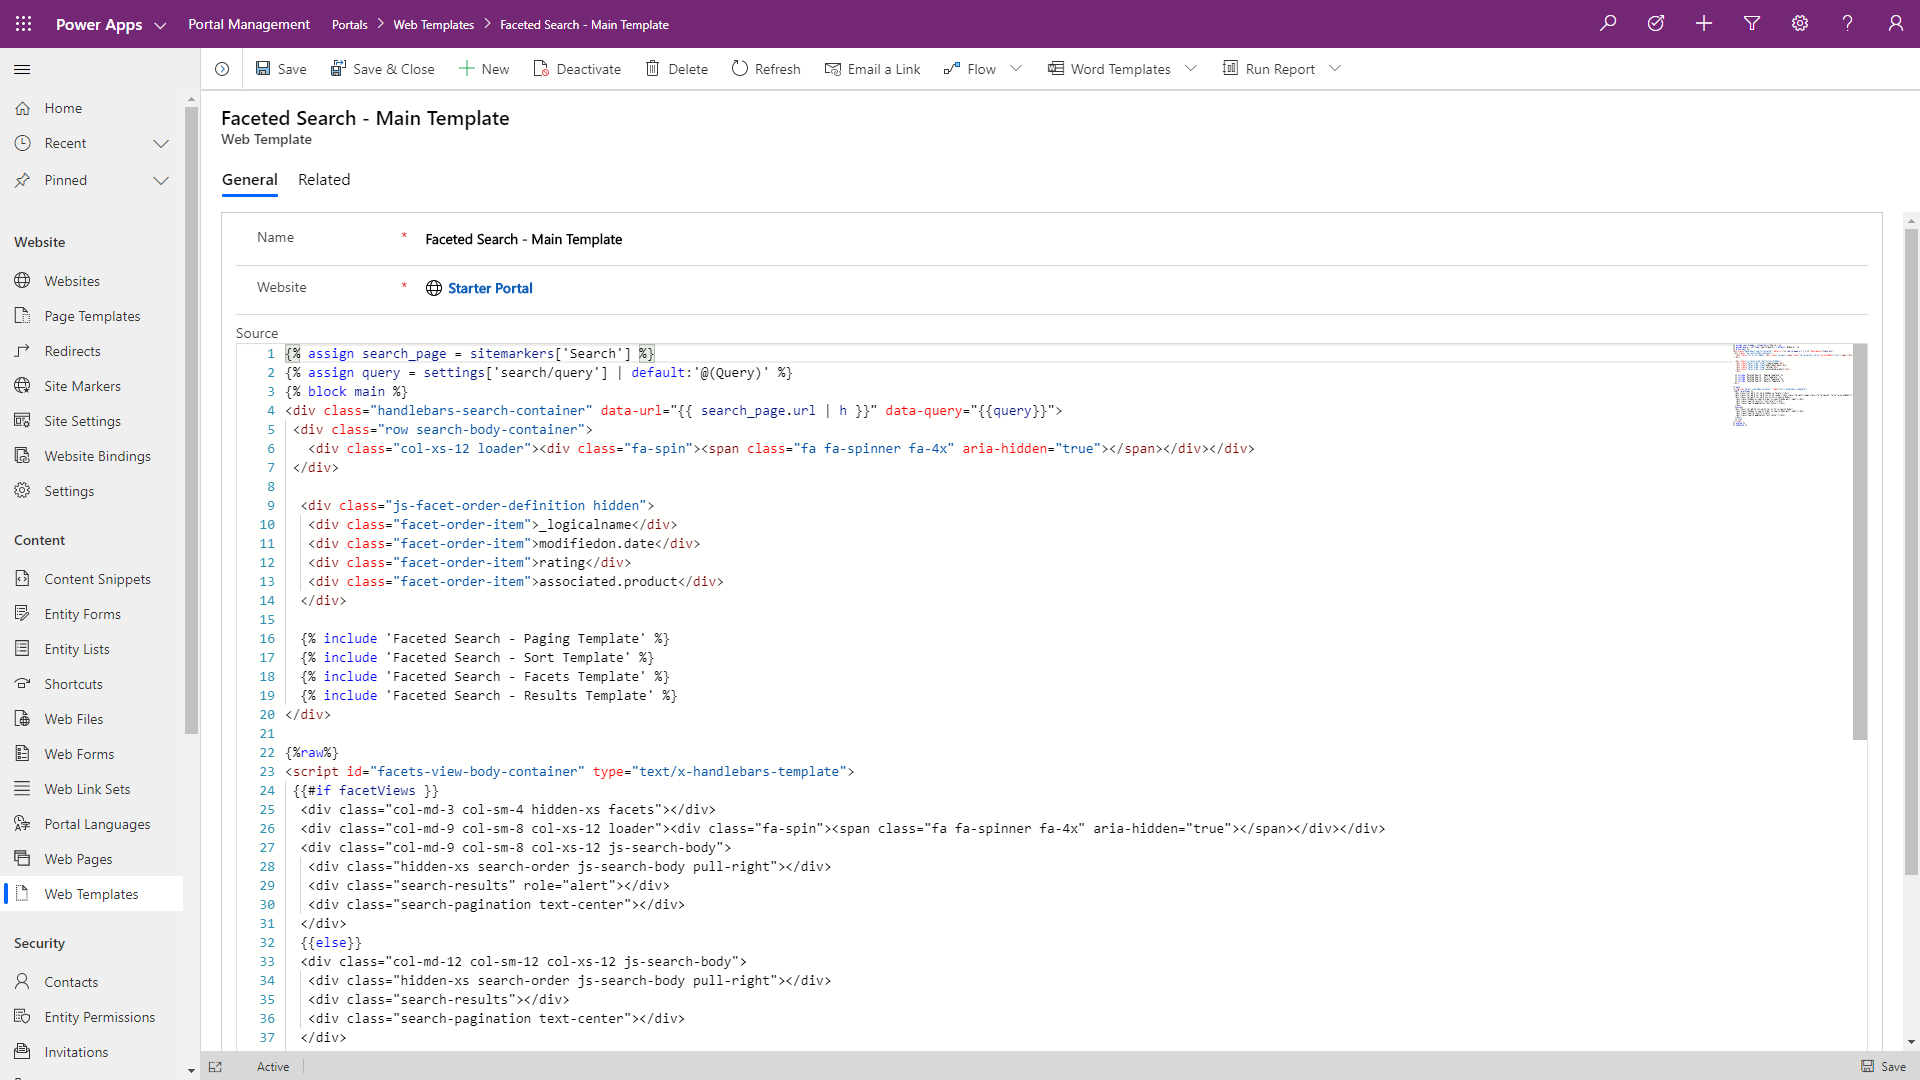 Power Apps
Portal Management
Portals > Web Templates > Faceted Search - Main Template
Save
Save & Close
New
Deactivate
Delete
Refresh
Email a Link
Flow
Word Templates
Run Report
Home
Recent
Pinned
Website
Websites
Page Templates
Redirects
Site Markers
Site Settings
Website Bindings
Settings
Content
Content Snippets
Entity Forms
Entity Lists
Shortcuts
Web Files
Web Forms
Web Link Sets
Portal Languages
Web Pages
Web Templates
Security
Contacts
Entity Permissions
Invitations
Faceted Search - Main Template
Web Template
General
Related
Name * Faceted Search - Main Template
Website * Starter Portal
Source
1 {% assign search_page = sitemarkers['Search'] %}
2 {% assign query = settings['search/query'] | default:'@(Query)' %}
3 {% block main %}
4 <div class="handlebars-search-container" data-url="{{ search_page.url | h }}" data-query="{{query}}">
5 <div class="row search-body-container">
6 <div class="col-xs-12 loader"><div class="fa-spin"><span class="fa fa-spinner fa-4x" aria-hidden="true"></span></div></div>
7 </div>
8
9 <div class="js-facet-order-definition hidden">
10 <div class="facet-order-item">_logicalname</div>
11 <div class="facet-order-item">modifiedon.date</div>
12 <div class="facet-order-item">rating</div>
13 <div class="facet-order-item">associated.product</div>
14 </div>
15
16 {% include 'Faceted Search - Paging Template' %}
17 {% include 'Faceted Search - Sort Template' %}
18 {% include 'Faceted Search - Facets Template' %}
19 {% include 'Faceted Search - Results Template' %}
20 </div>
21
22 {%raw%}
23 <script id="facets-view-body-container" type="text/x-handlebars-template">
24 {{#if facetViews }}
25 <div class="col-md-3 col-sm-4 hidden-xs facets"></div>
26 <div class="col-md-9 col-sm-8 col-xs-12 loader"><div class="fa-spin"><span class="fa fa-spinner fa-4x" aria-hidden="true"></span></div></div>
27 <div class="col-md-9 col-sm-8 col-xs-12 js-search-body">
28 <div class="hidden-xs search-order js-search-body pull-right"></div>
29 <div class="search-results" role="alert"></div>
30 <div class="search-pagination text-center"></div>
31 </div>
32 {{else}}
33 <div class="col-md-12 col-sm-12 col-xs-12 js-search-body">
34 <div class="hidden-xs search-order js-search-body pull-right"></div>
35 <div class="search-results"></div>
36 <div class="search-pagination text-center"></div>
37 </div>
Active
Save